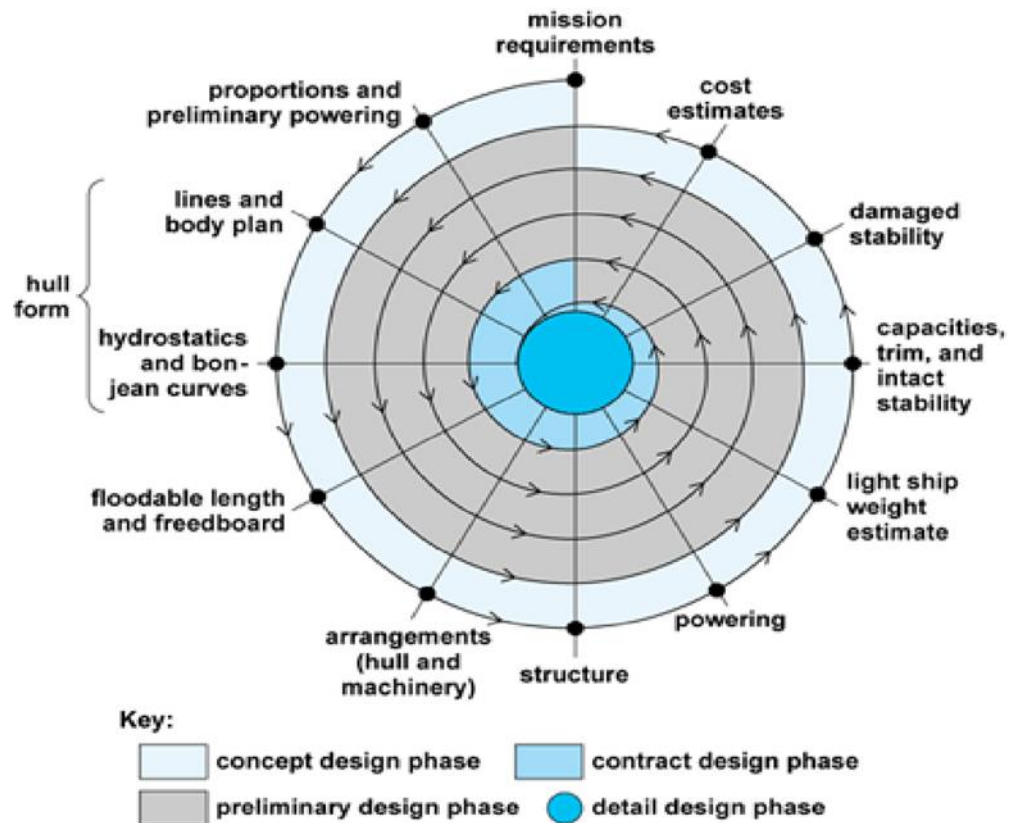 mission
requirements
cost
estimates
proportions and
preliminary powering
lines and
body plan
damaged
stability
hull
form
hydrostatics
and bon-
jean curves
capacities,
trim, and
intact
stability
floodable length
and freedboard
light ship
weight
estimate
arrangements
(hull and
machinery)
structure
powering
Key:
concept design phase
contract design phase
preliminary design phase
detail design phase